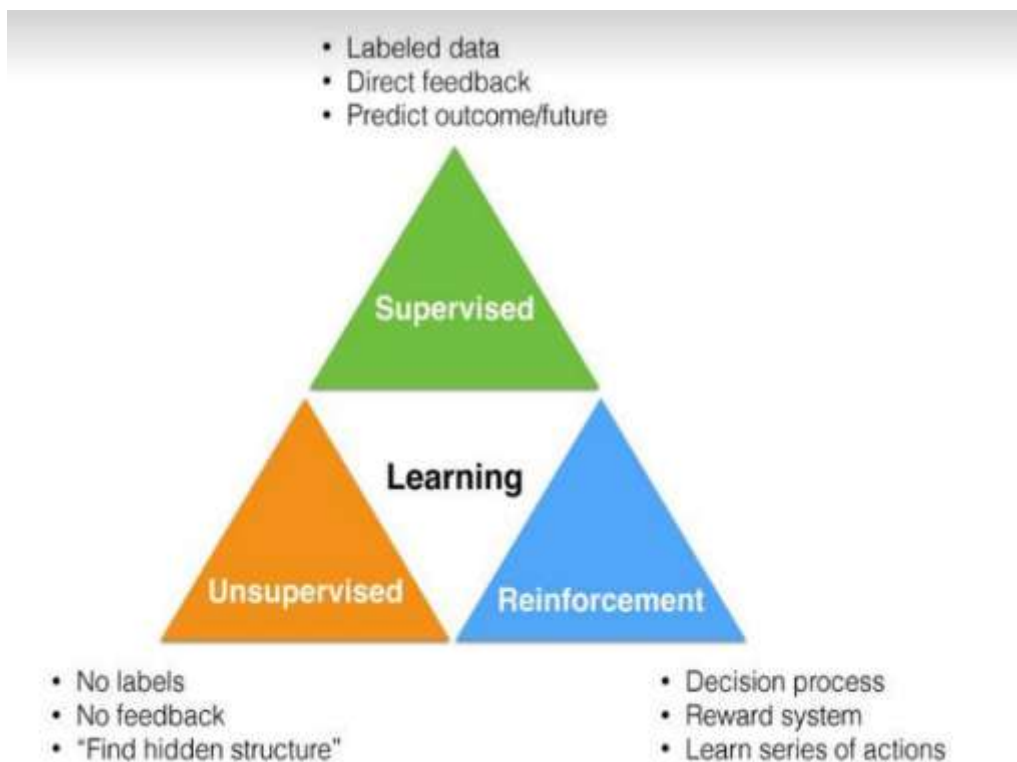 • Labeled data
• Direct feedback
• Predict outcome/future
Supervised
Learning
Unsupervised
Reinforcement
• No labels
• No feedback
• “Find hidden structure”
• Decision process
• Reward system
• Learn series of actions